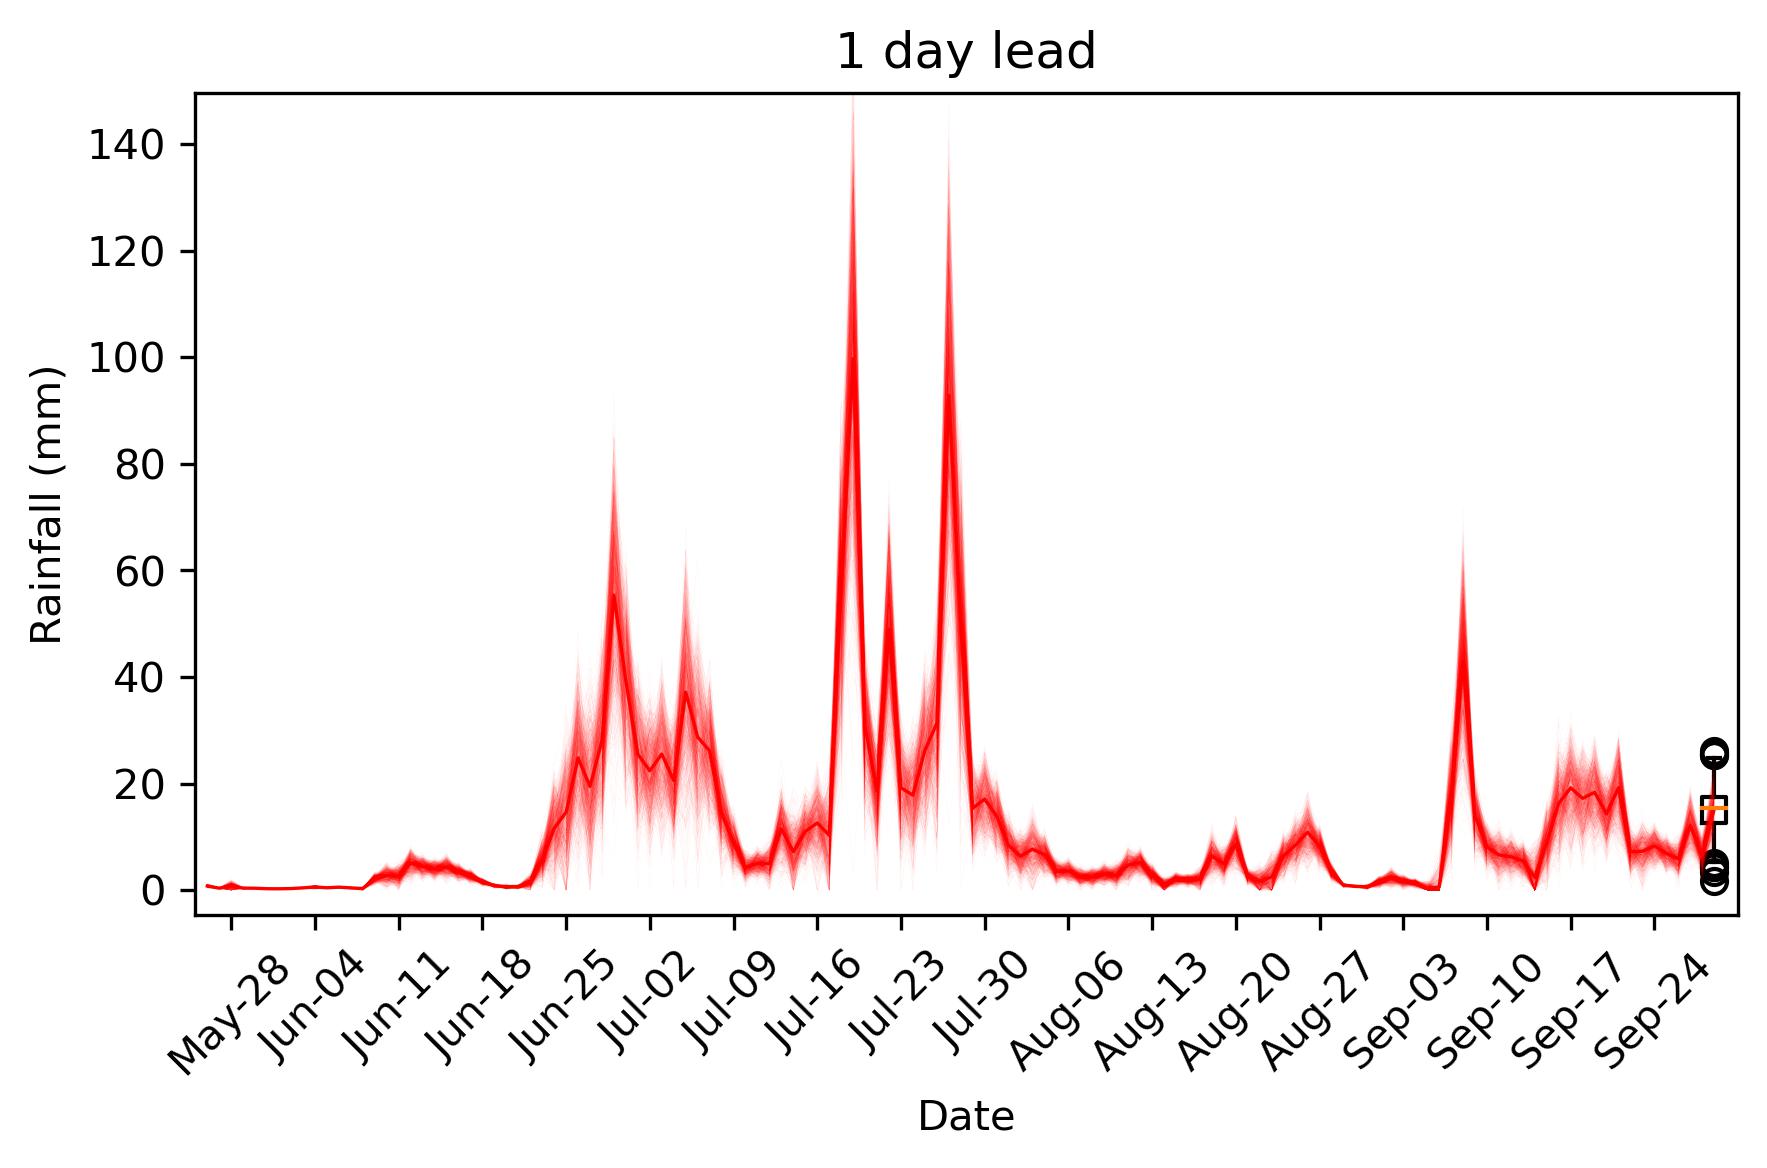 1 day lead
140
120
100
80
60
40
20
0
Rainfall (mm)
May-28
Jun-04
Jun-11
Jun-18
Jun-25
Jul-02
Jul-09
Jul-16
Jul-23
Jul-30
Aug-06
Aug-13
Aug-20
Aug-27
Sep-03
Sep-10
Sep-17
Sep-24
Date